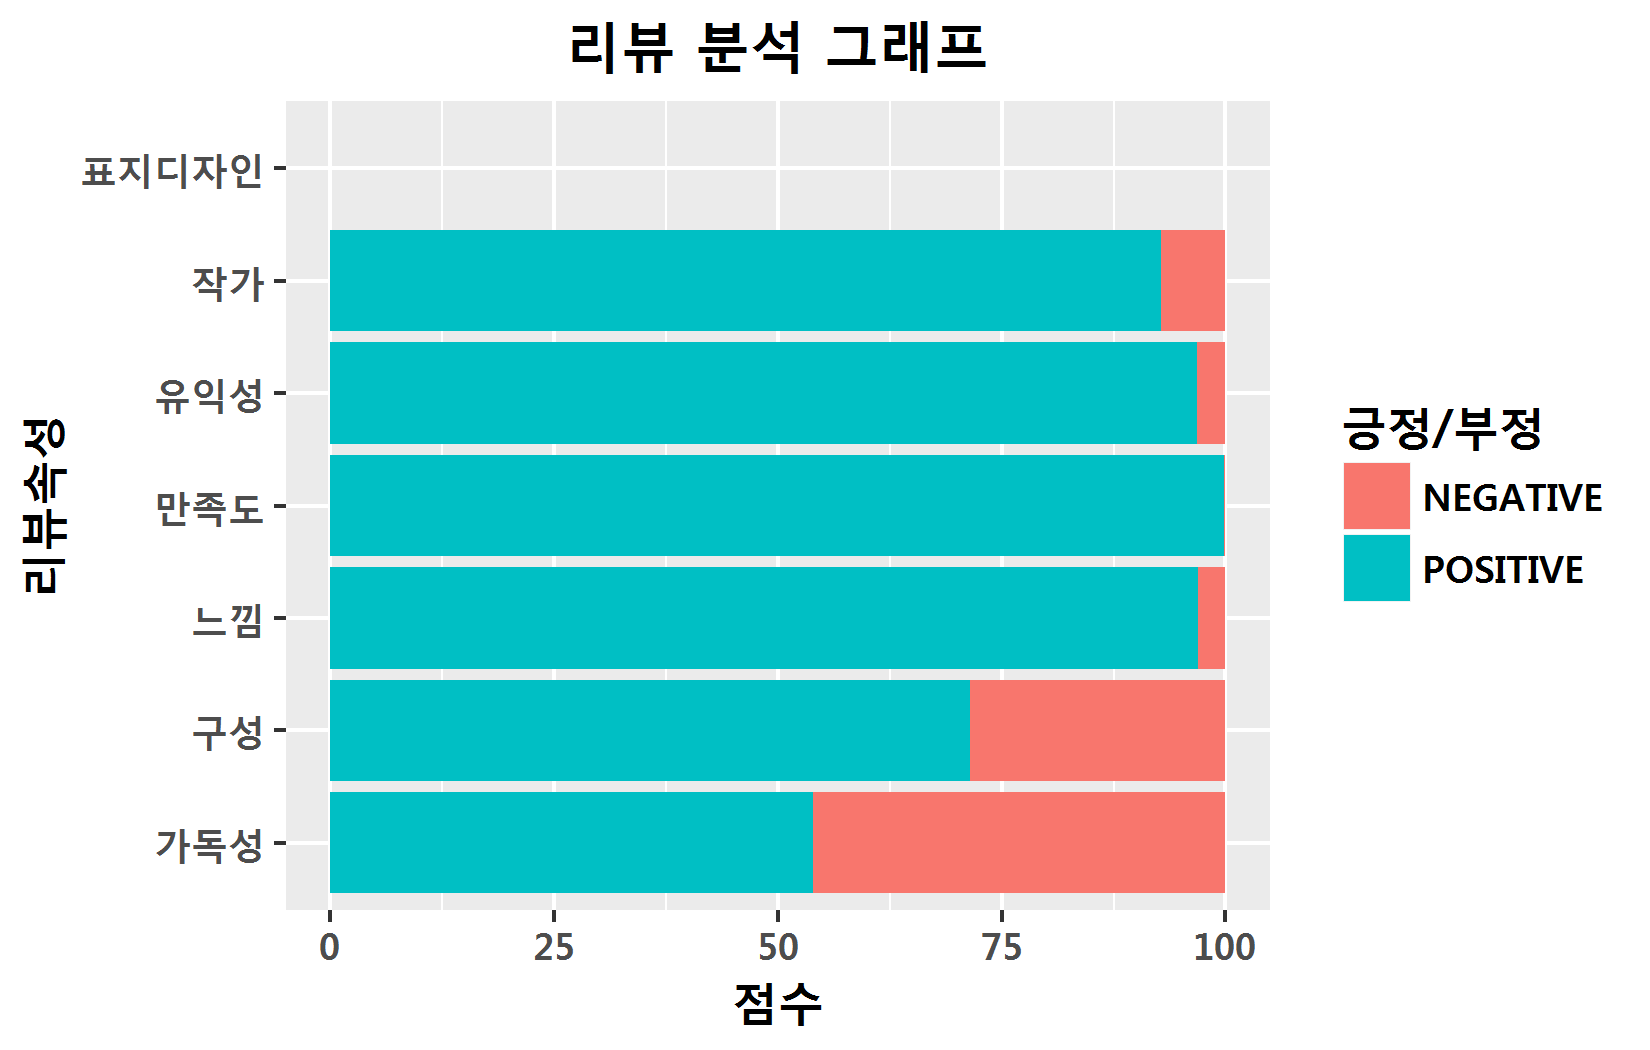 리뷰 분석 그래프
리뷰속성
표지디자인
작가
유익성
만족도
느낌
구성
가독성
0 25 50 75 100
점수
긍정/부정
NEGATIVE
POSITIVE